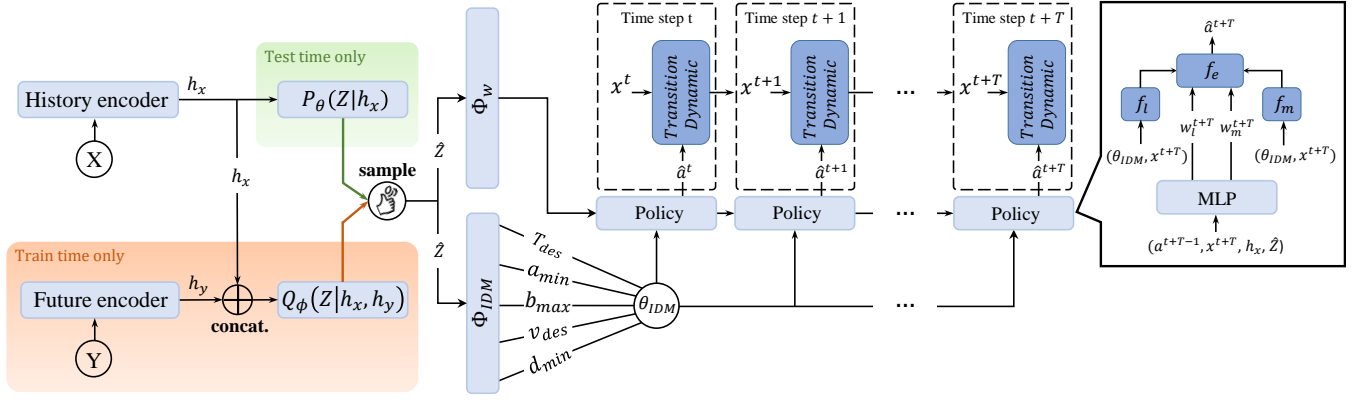 Test time only
History encoder
h_x
P_θ(Z|h_x)
X
h_x
sample
Train time only
Future encoder
h_y
concat.
Q_ϕ(Z|h_x, h_y)
Y
Ẑ
Ẑ
Φ_w
Φ_IDM
T_des
a_min
b_max
v_des
d_min
θ_IDM
Time step t
x^t
Transition
Dynamic
â^t
Policy
Time step t + 1
x^{t+1}
Transition
Dynamic
â^{t+1}
Policy
...
...
...
Time step t + T
x^{t+T}
Transition
Dynamic
â^{t+T}
Policy
â^{t+T}
f_e
f_l
f_m
w_l^{t+T}
w_m^{t+T}
(θ_IDM, x^{t+T})
(θ_IDM, x^{t+T})
MLP
(a^{t+T−1}, x^{t+T}, h_x, Ẑ)